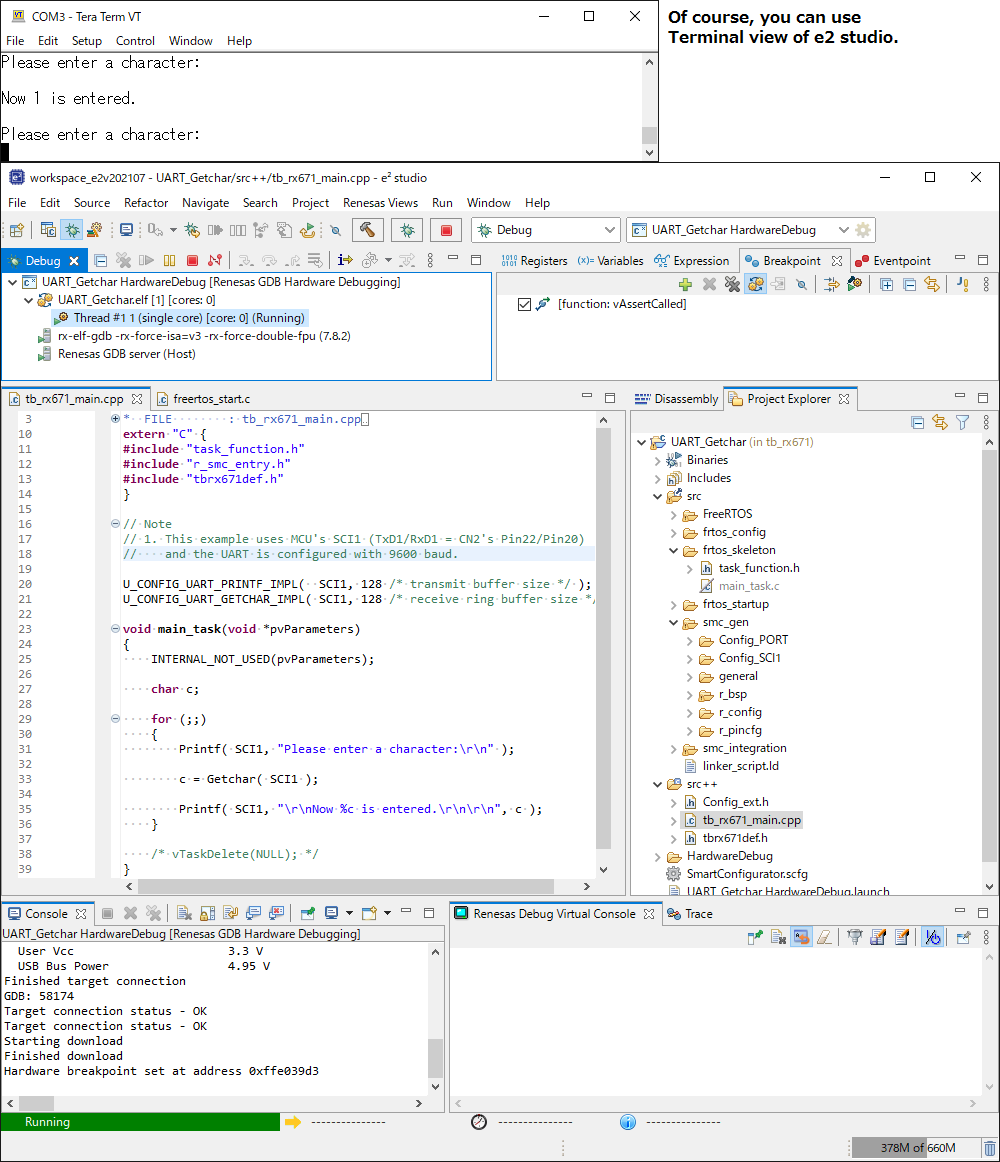 COM3 - Tera Term VT
File Edit Setup Control Window Help
Please enter a character:
Now 1 is entered.
Please enter a character:
Of course, you can use
Terminal view of e2 studio.
workspace_e2v202107 - UART_Getchar/src++/tb_rx671_main.cpp - e² studio
File Edit Source Refactor Navigate Search Project Renesas Views Run Window Help
Debug
UART_Getchar HardwareDebug
Debug
UART_Getchar HardwareDebug [Renesas GDB Hardware Debugging]
UART_Getchar.elf [1] [cores: 0]
Thread #1 1 (single core) [core: 0] (Running)
rx-elf-gdb -rx-force-isa=v3 -rx-force-double-fpu (7.8.2)
Renesas GDB server (Host)
Registers Variables Expression Breakpoint Eventpoint
[function: vAssertCalled]
tb_rx671_main.cpp freertos_start.c
3 * FILE : tb_rx671_main.cpp
10 extern "C" {
11 #include "task_function.h"
12 #include "r_smc_entry.h"
13 #include "tbrx671def.h"
14 }
15
16 // Note
17 // 1. This example uses MCU's SCI1 (TxD1/RxD1 = CN2's Pin22/Pin20)
18 // and the UART is configured with 9600 baud.
19
20 U_CONFIG_UART_PRINTF_IMPL( SCI1, 128 /* transmit buffer size */ );
21 U_CONFIG_UART_GETCHAR_IMPL( SCI1, 128 /* receive ring buffer size */
22
23 void main_task(void *pvParameters)
24 {
25 INTERNAL_NOT_USED(pvParameters);
26
27 char c;
28
29 for (;;)
30 {
31 Printf( SCI1, "Please enter a character:\r\n" );
32
33 c = Getchar( SCI1 );
34
35 Printf( SCI1, "\r\nNow %c is entered.\r\n\r\n", c );
36 }
37
38 /* vTaskDelete(NULL); */
39 }
Disassembly Project Explorer
UART_Getchar (in tb_rx671)
Binaries
Includes
src
FreeRTOS
frtos_config
frtos_skeleton
task_function.h
main_task.c
frtos_startup
smc_gen
Config_PORT
Config_SCI1
general
r_bsp
r_config
r_pincfg
smc_integration
linker_script.ld
src++
Config_ext.h
tb_rx671_main.cpp
tbrx671def.h
HardwareDebug
SmartConfigurator.scfg
UART_Getchar HardwareDebug.launch
Console
UART_Getchar HardwareDebug [Renesas GDB Hardware Debugging]
User Vcc 3.3 V
USB Bus Power 4.95 V
Finished target connection
GDB: 58174
Target connection status - OK
Target connection status - OK
Starting download
Finished download
Hardware breakpoint set at address 0xffe039d3
Renesas Debug Virtual Console Trace
Running --------------- --------------- ---------------
378M of 660M